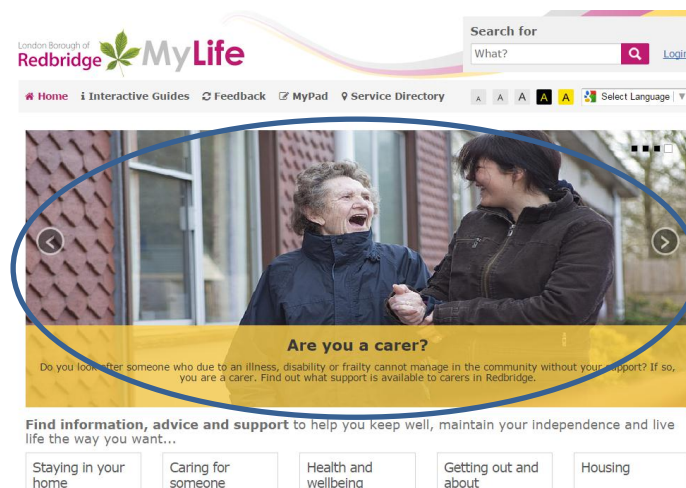 Search for
London Borough of
Redbridge
MyLife
What?
Login
Home Interactive Guides Feedback MyPad Service Directory
A A A A A Select Language
Are you a carer?
Do you look after someone who due to an illness, disability or frailty cannot manage in the community without your support? If so,
you are a carer. Find out what support is available to carers in Redbridge.
Find information, advice and support to help you keep well, maintain your independence and live
life the way you want...
Staying in your
home
Caring for
someone
Health and
wellbeing
Getting out and
about
Housing